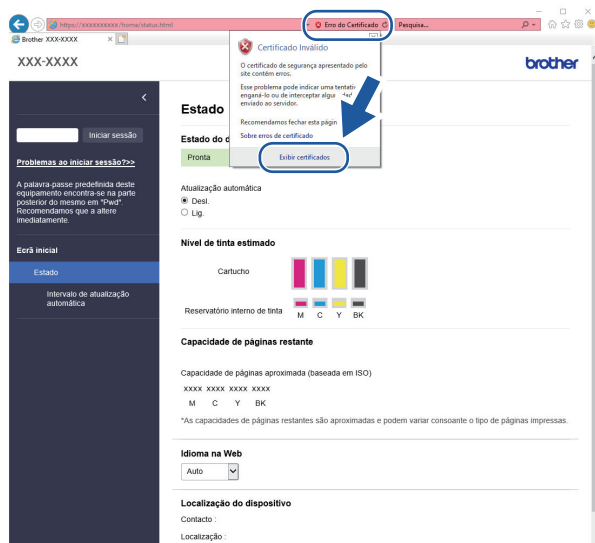 https://xxxxxxxxxxx/home/status.html
Erro do Certificado
Pesquisa...
Brother XXX-XXXX
XXX-XXXX
brother
Certificado Inválido
O certificado de segurança apresentado pelo
site contém erros.
Esse problema pode indicar uma
enganá-lo ou de interceptar
enviado ao servidor.
Recomendamos fechar esta
Sobre erros de certificado
Exibir certificados
Iniciar sessão
Problemas ao iniciar sessão?>>
A palavra-passe predefinida deste
equipamento encontra-se na parte
posterior do mesmo em "Pwd".
Recomendamos que a altere
imediatamente.
Ecrã inicial
Estado
Intervalo de atualização
automática
Estado
Estado do
Pronta
Atualização automática
Desl.
Lig.
Nível de tinta estimado
Cartucho
Reservatório interno de tinta
M C Y BK
Capacidade de páginas restante
Capacidade de páginas aproximada (baseada em ISO)
xxxx xxxx xxxx xxxx
M C Y BK
*As capacidades de páginas restantes são aproximadas e podem variar consoante o tipo de páginas impressas.
Idioma na Web
Auto
Localização do dispositivo
Contacto :
Localização :